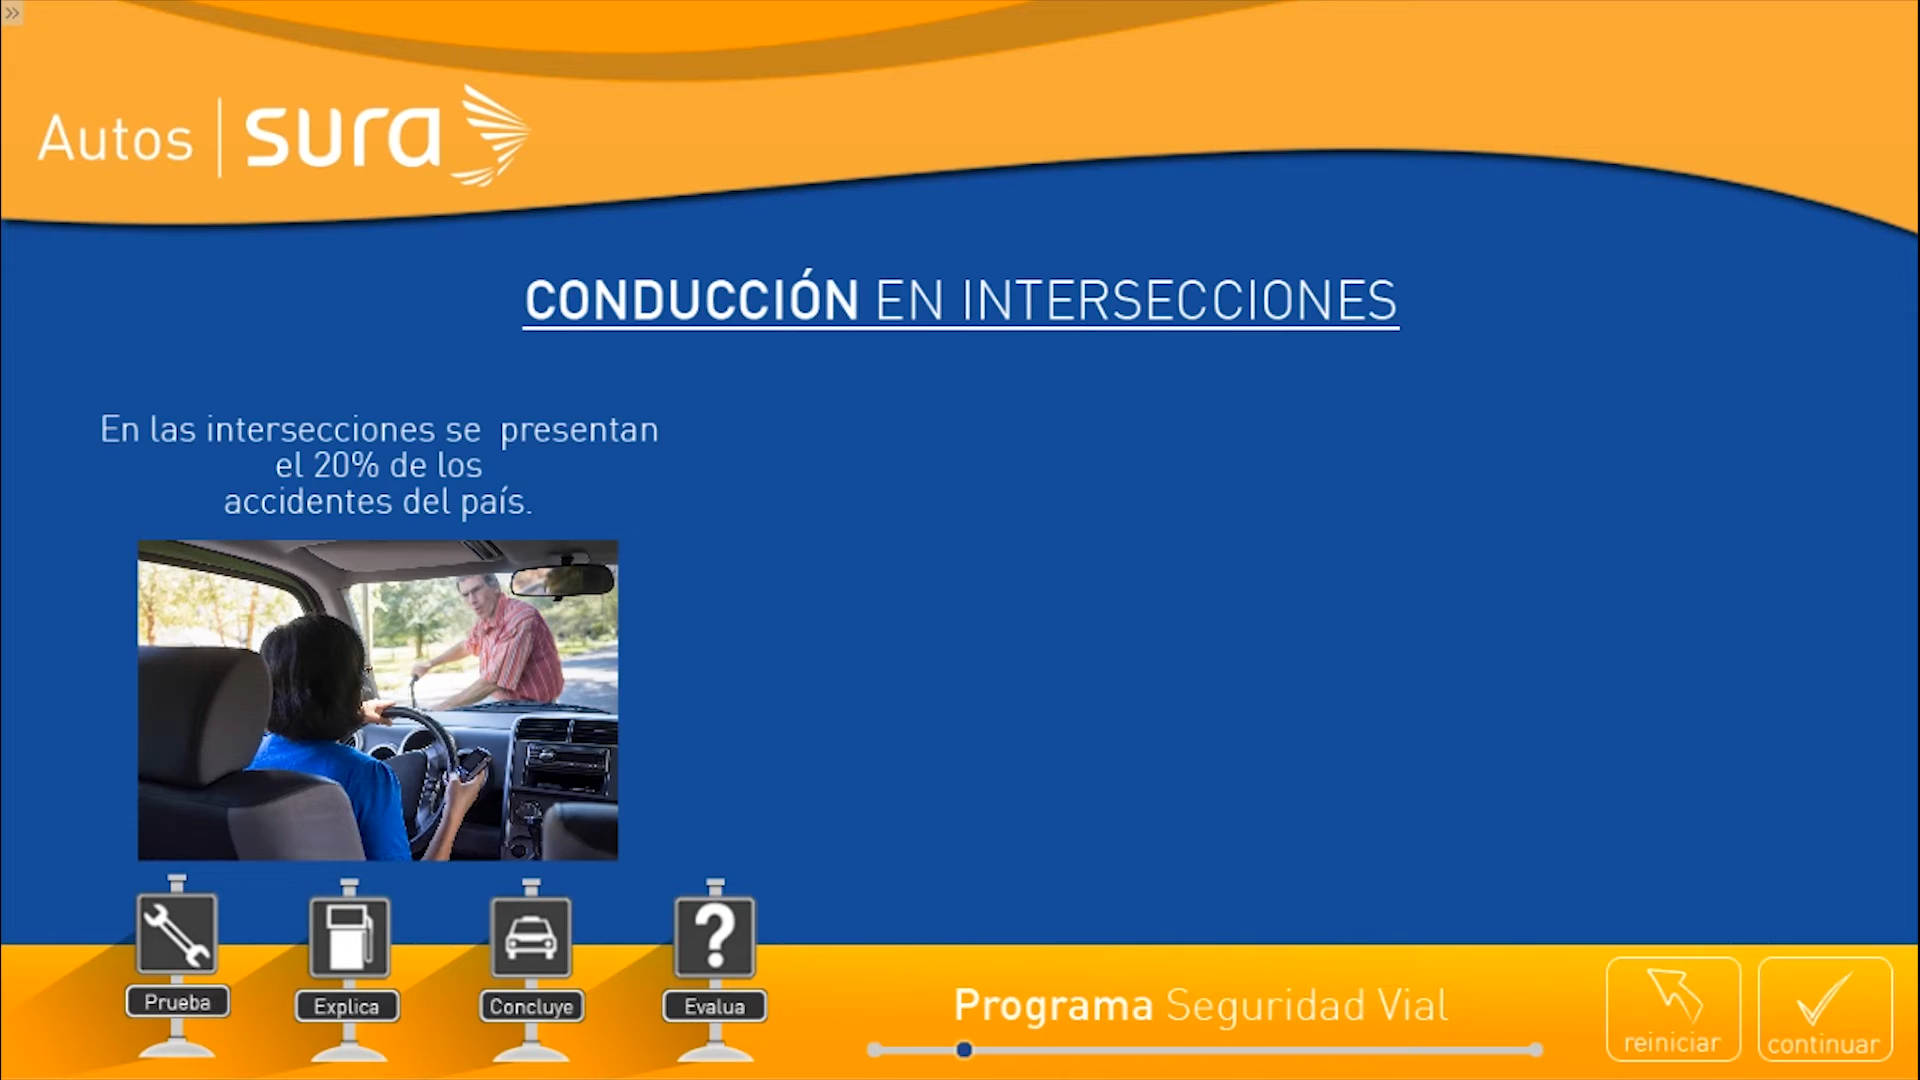 »
Autos | sura
CONDUCCIÓN EN INTERSECCIONES
En las intersecciones se presentan
el 20% de los
accidentes del país.
Prueba
Explica
Concluye
? Evalua
Programa Seguridad Vial
reiniciar
continuar